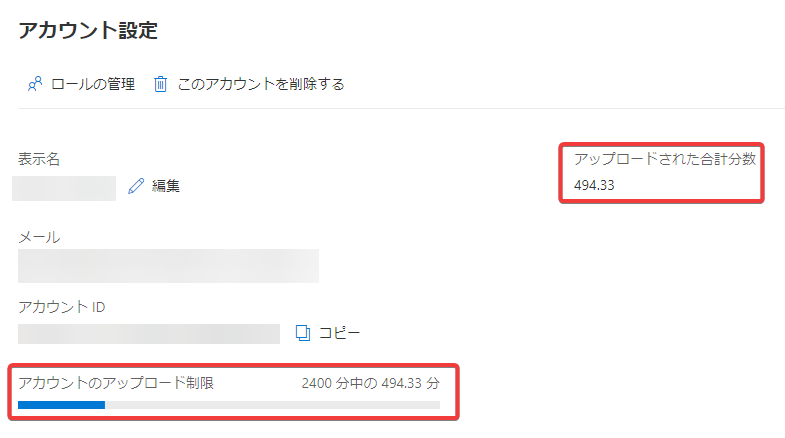 アカウント設定
ロールの管理 このアカウントを削除する
表示名
アップロードされた合計分数
編集
494.33
メール
アカウント ID
コピー
アカウントのアップロード制限 2400 分中の 494.33 分